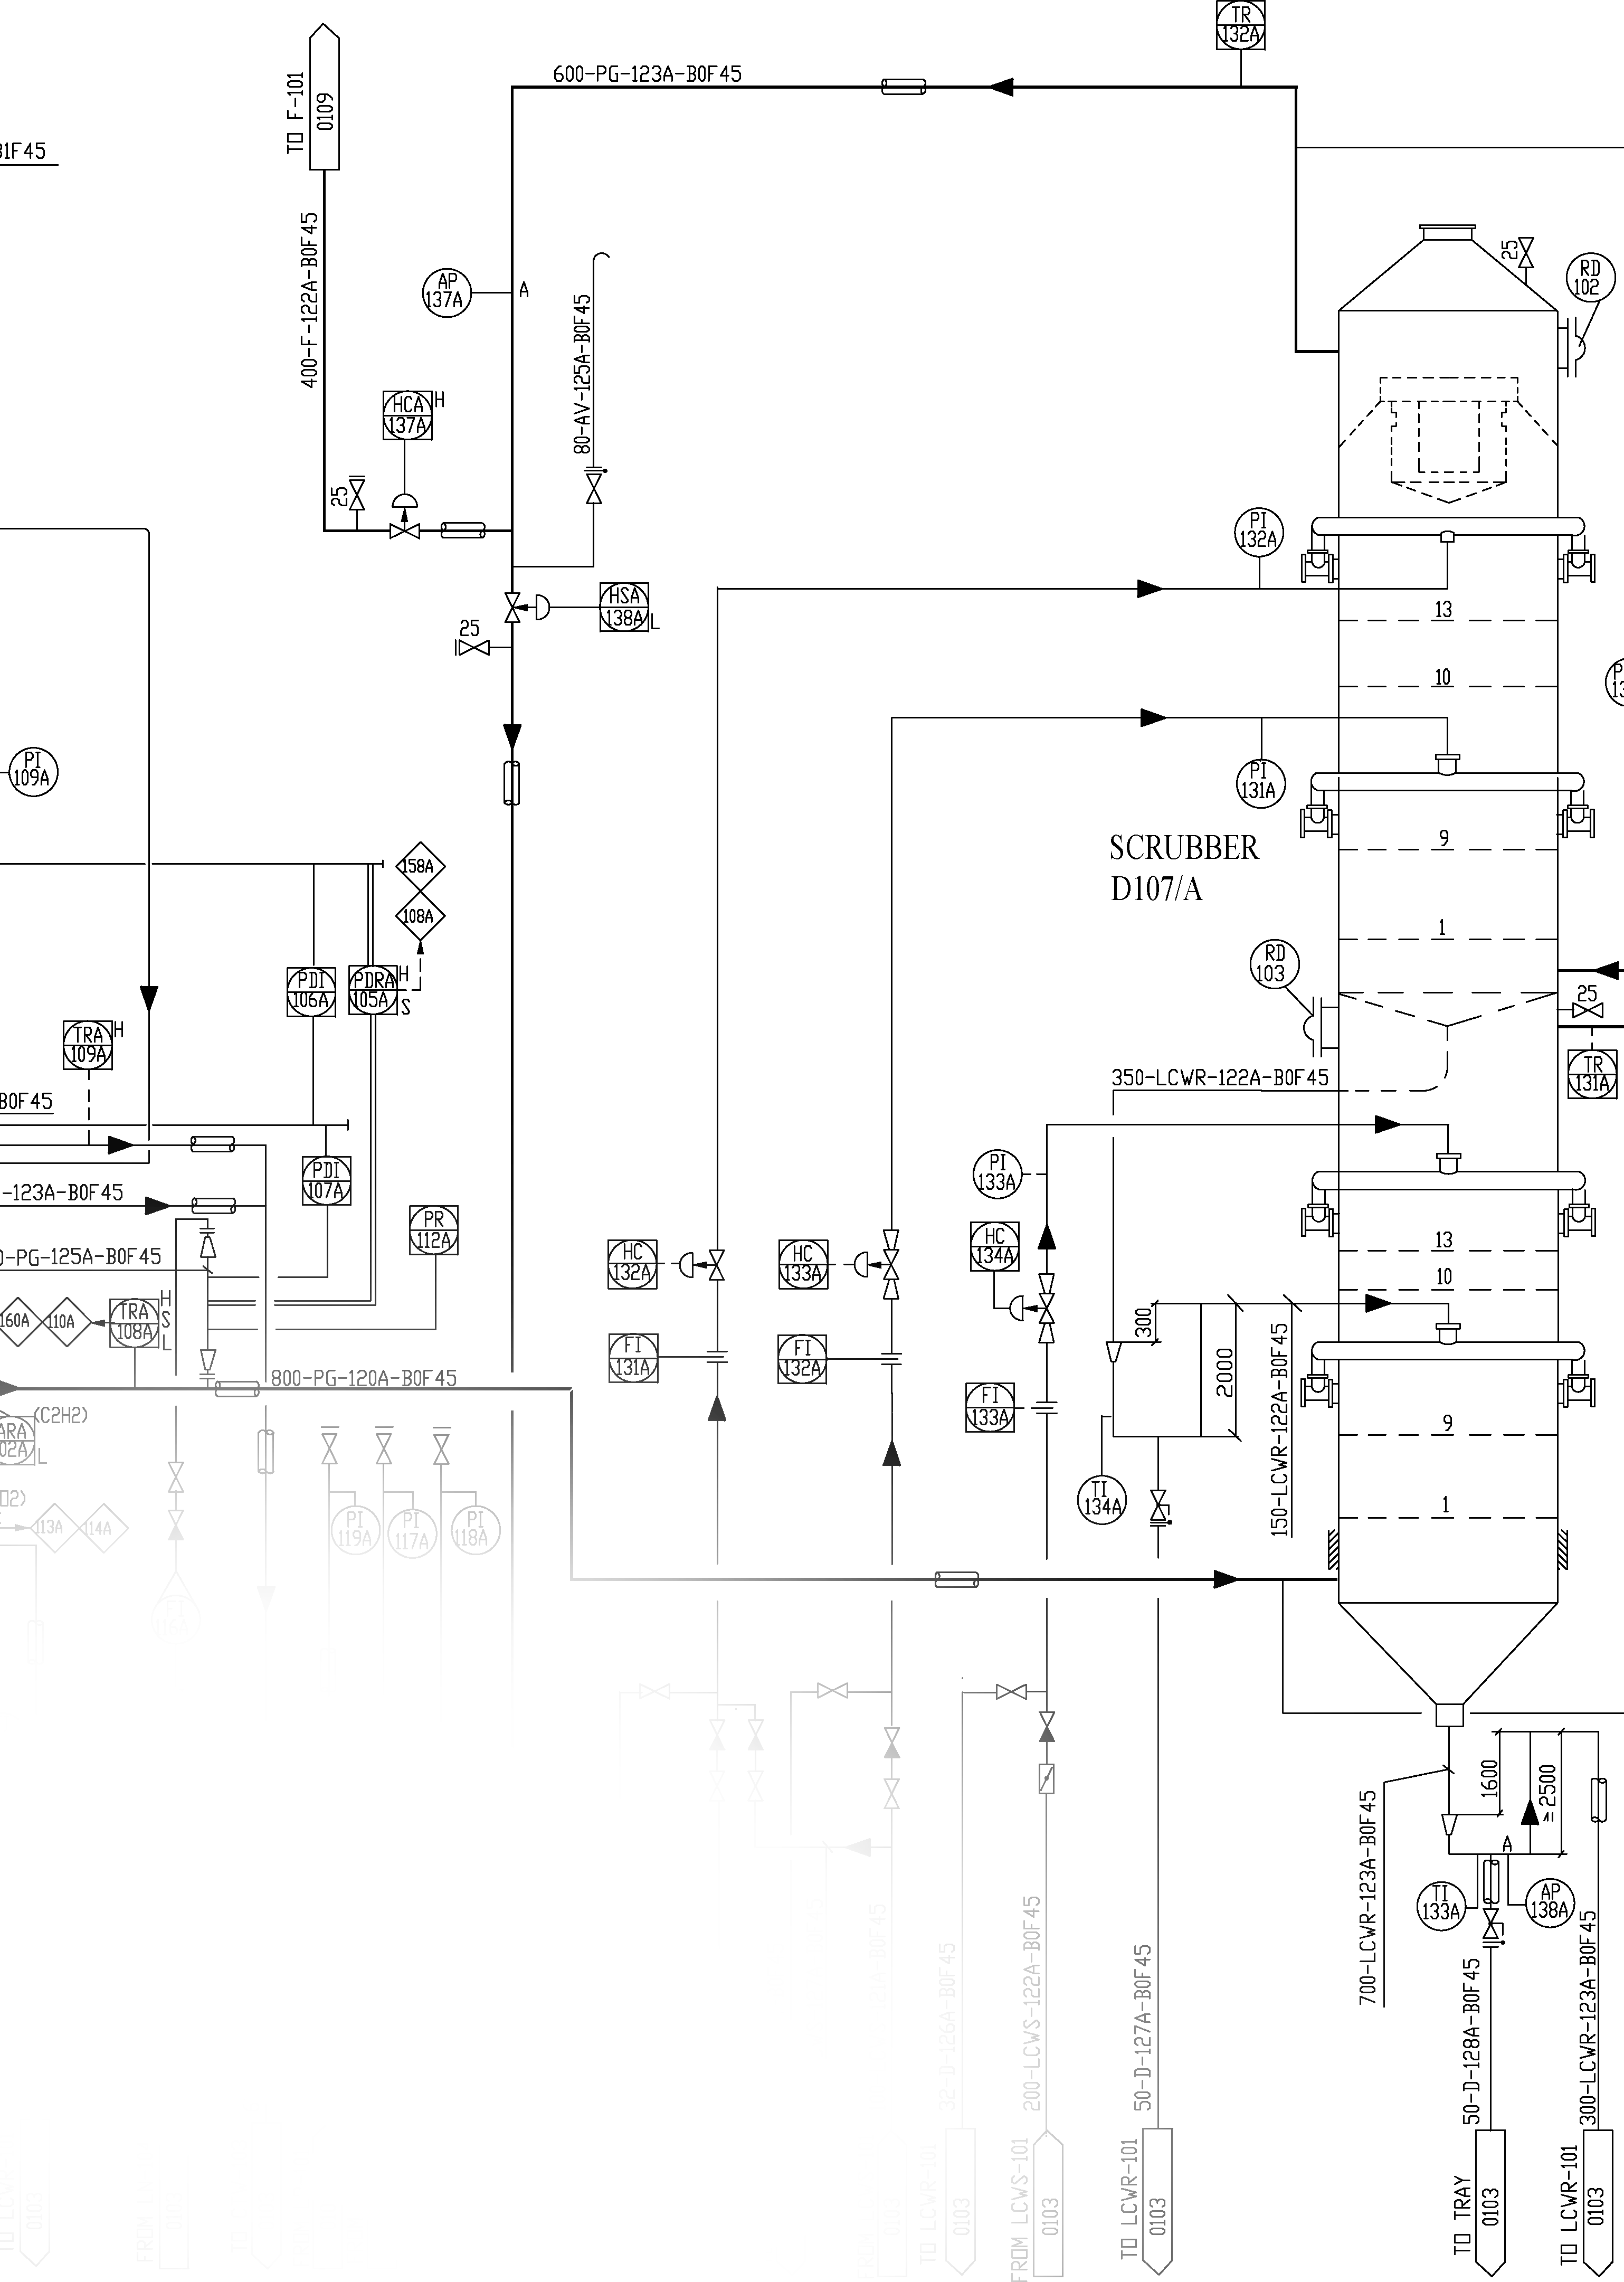 TR
132A
600-PG-123A-B0F45
TO F-101
0109
31F45
400-F-122A-B0F45
AP
137A
A
80-AV-125A-B0F45
25
RD
102
HCA
137A
H
25
PI
132A
HSA
138A
L
25
13
10
PI
109A
PI
131A
SCRUBBER
D107/A
9
1
158A
108A
PDI
106A
PDRA
105A
H
S
RD
103
25
TRA
109A
H
TR
131A
350-LCWR-122A-B0F45
B0F45
PDI
107A
PI
133A
-123A-B0F45
PR
112A
HC
132A
HC
133A
HC
134A
13
10
0-PG-125A-B0F45
160A
110A
TRA
108A
H
S
L
300
2000
150-LCWR-122A-B0F45
FI
131A
FI
132A
FI
133A
800-PG-120A-B0F45
(C2H2)
ARA
02A
L
9
1
TI
134A
O2)
113A
114A
PI
119A
PI
117A
PI
118A
1600
≥2500
700-LCWR-123A-B0F45
A
TI
133A
AP
138A
32-D-126A-B0F45
200-LCWS-122A-B0F45
50-D-127A-B0F45
50-D-128A-B0F45
300-LCWR-123A-B0F45
TO LCWR-101
0103
FROM LCWS-101
0103
TO LCWR-101
0103
TO TRAY
0103
TO LCWR-101
0103